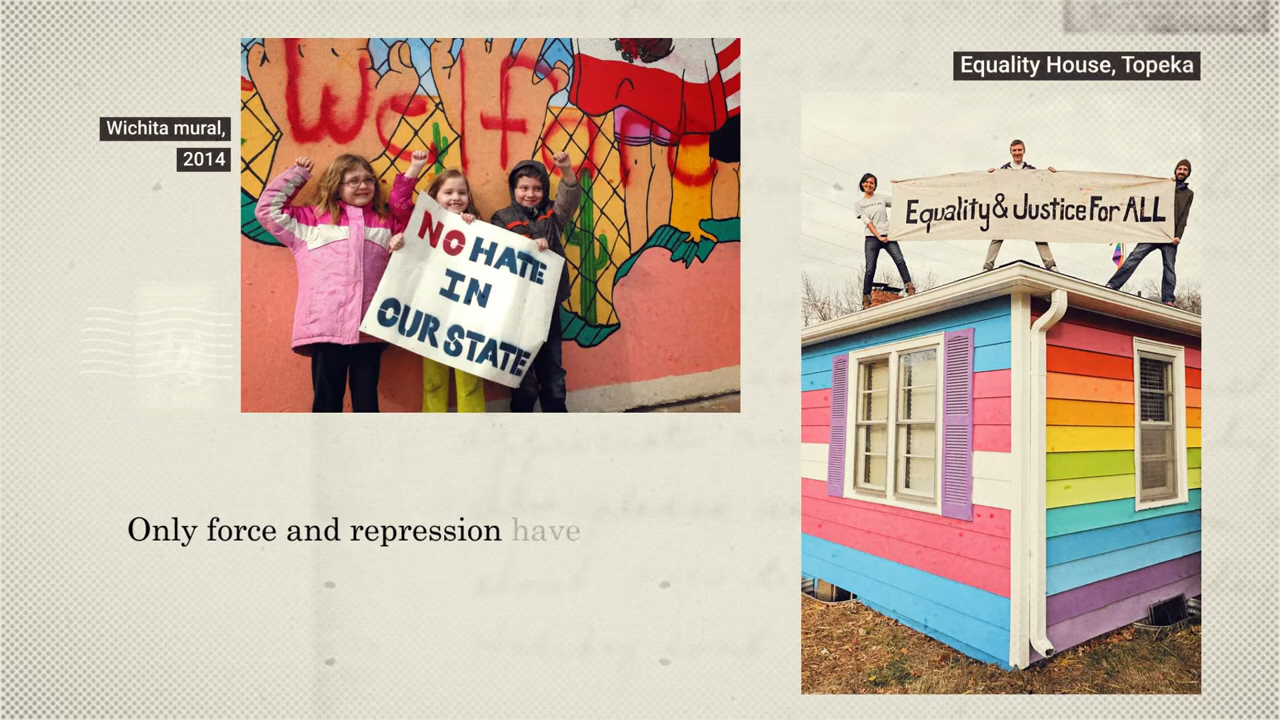 Equality House, Topeka
Wichita mural,
2014
Welfare
NO HATE
IN
OUR STATE
Equality & Justice For ALL
Only force and repression have